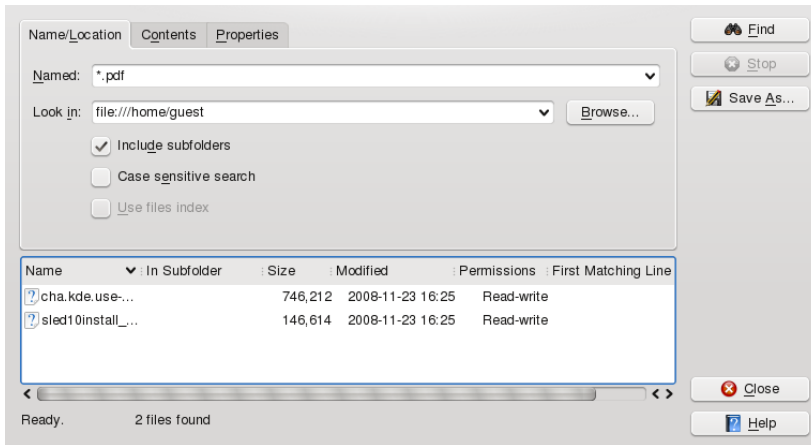 Name/Location Contents Properties
Named: *.pdf
Look in: file:///home/guest Browse...
Include subfolders
Case sensitive search
Use files index
Find
Stop
Save As...
Name In Subfolder Size Modified Permissions First Matching Line
cha.kde.use-... 746,212 2008-11-23 16:25 Read-write
sled10install_... 146,614 2008-11-23 16:25 Read-write
Ready. 2 files found
Close
Help